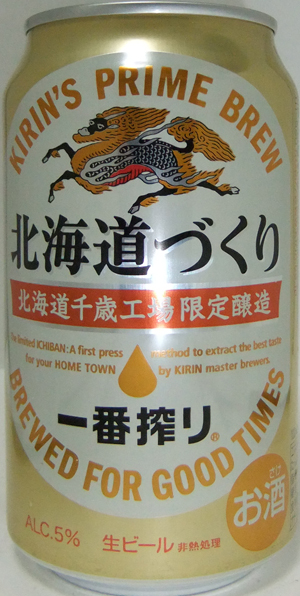 KIRIN'S PRIME BREW
北海道づくり
北海道千歳工場限定醸造
The limited ICHIBAN: A first press method to extract the best taste
for your HOME TOWN by KIRIN master brewers.
一番搾り®
BREWED FOR GOOD TIMES
さけ
お酒
ALC.5% 生ビール 非熱処理